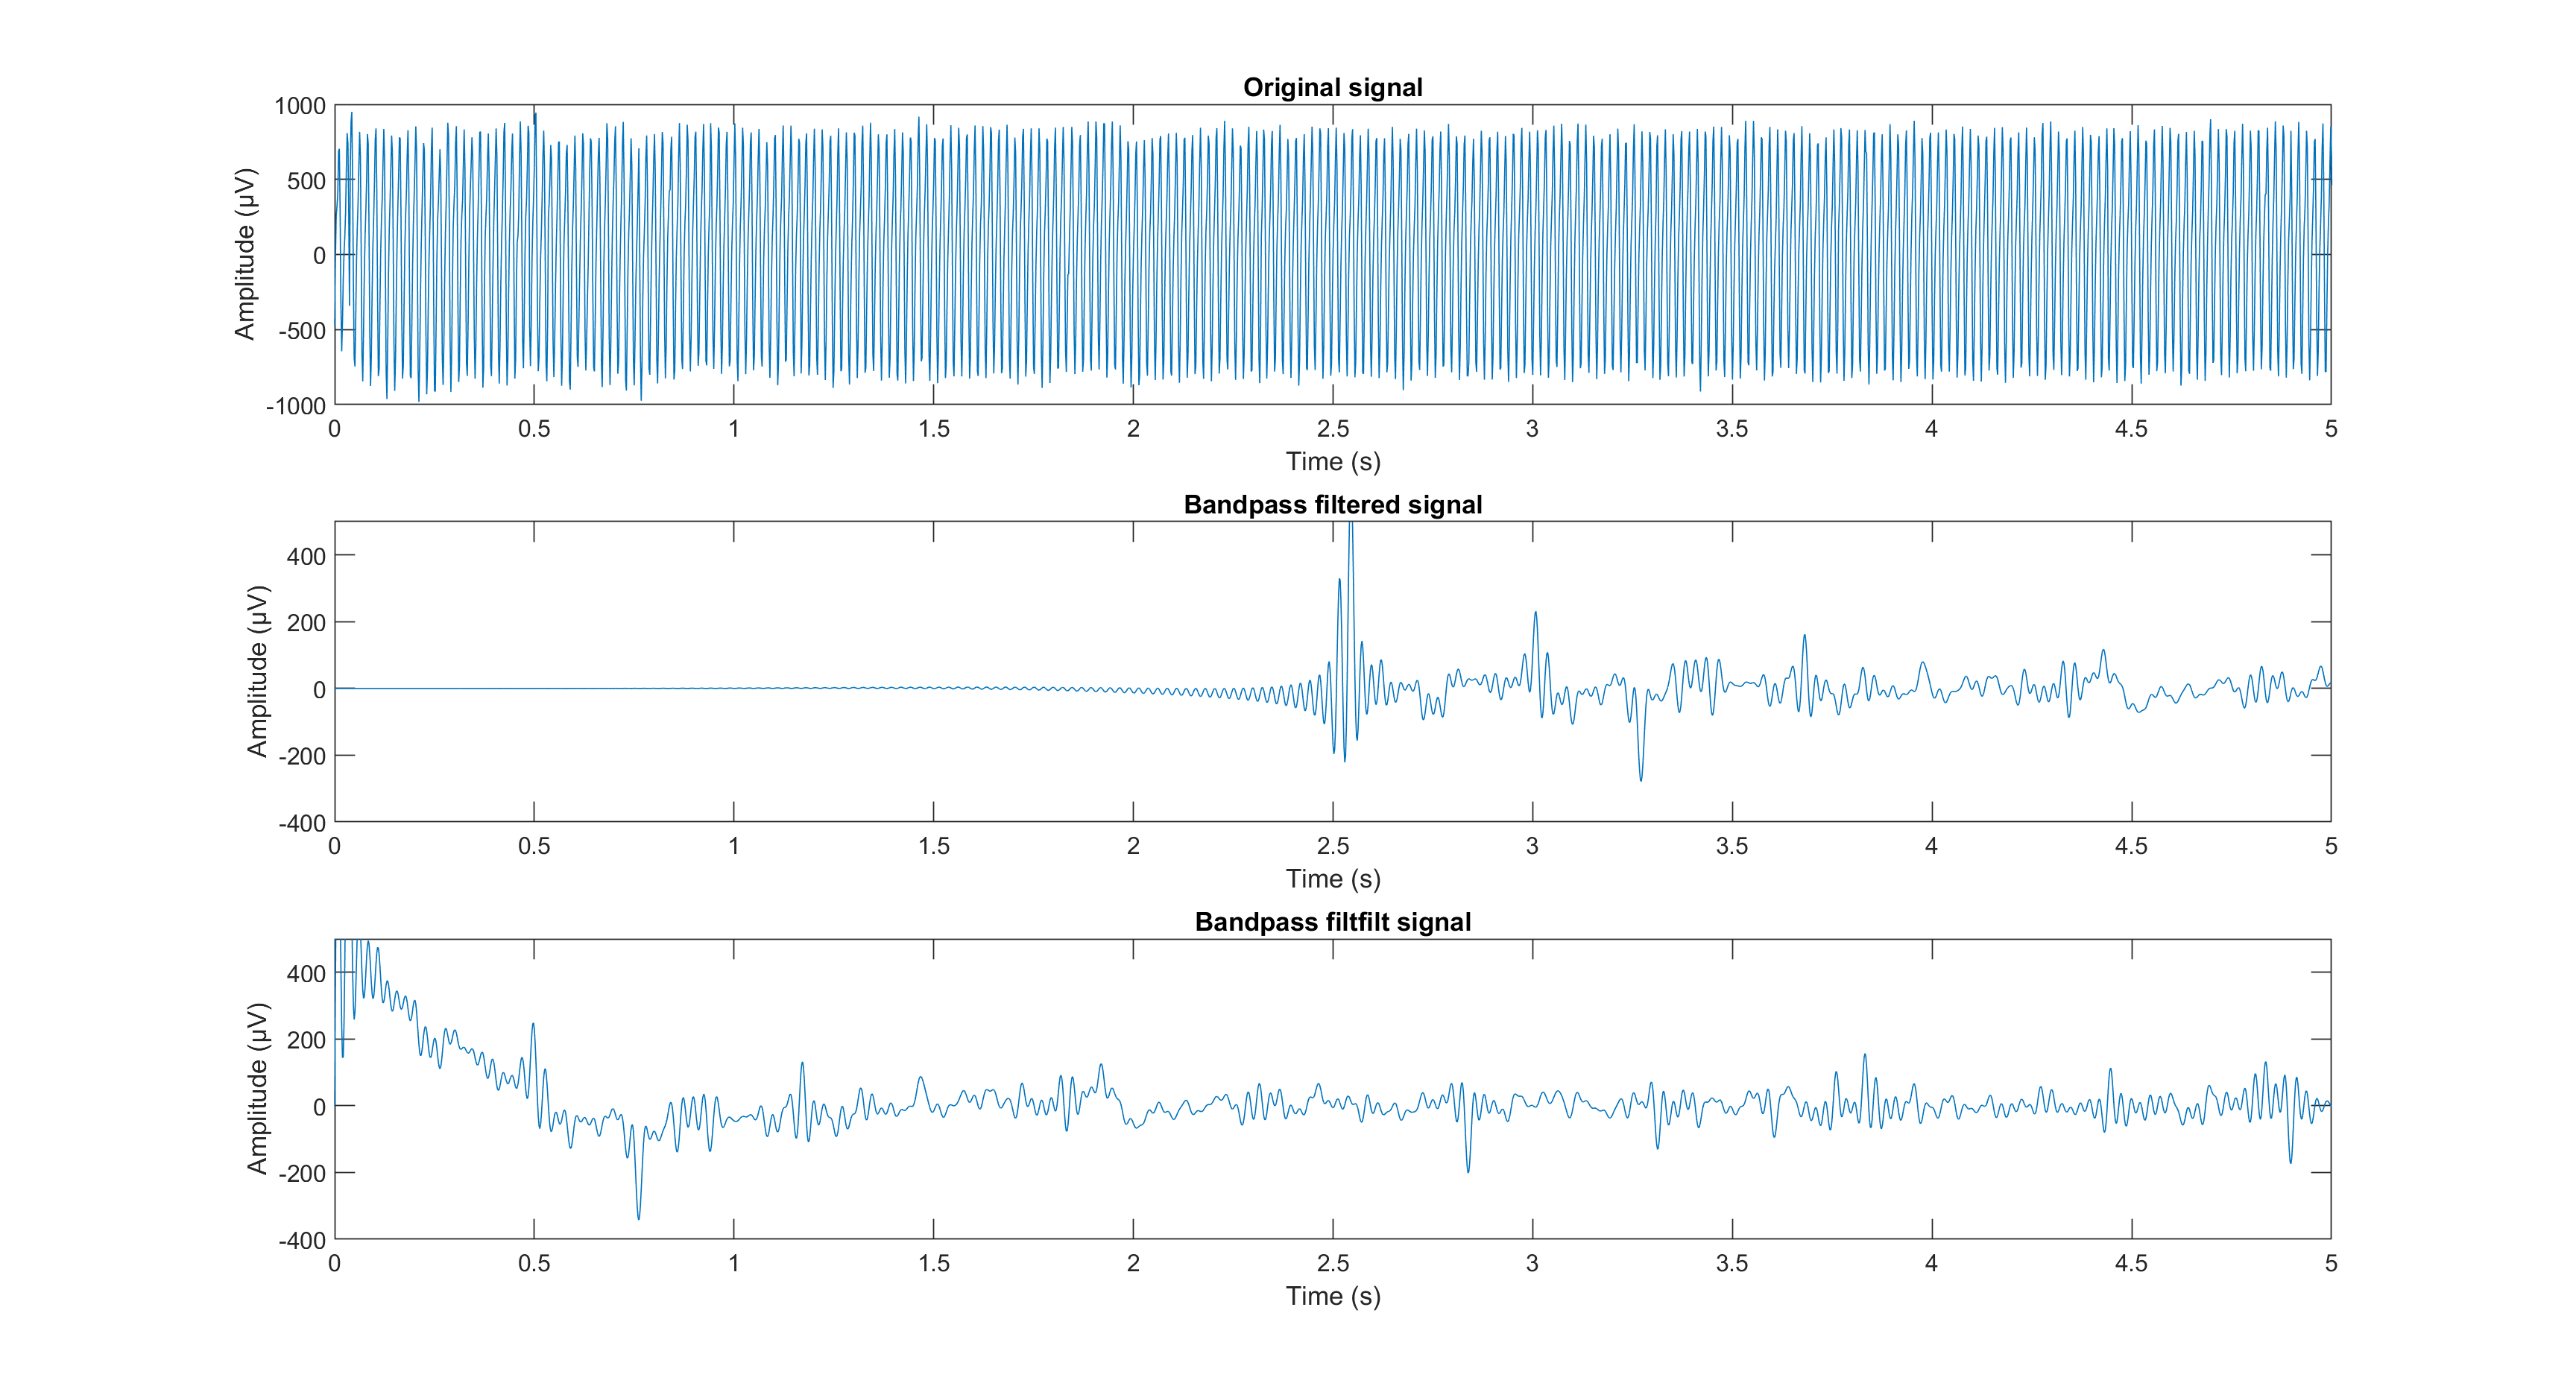 Original signal
1000
500
0
-500
-1000
Amplitude (µV)
0 0.5 1 1.5 2 2.5 3 3.5 4 4.5 5
Time (s)
Bandpass filtered signal
400
200
0
-200
-400
Amplitude (µV)
0 0.5 1 1.5 2 2.5 3 3.5 4 4.5 5
Time (s)
Bandpass filtfilt signal
400
200
0
-200
-400
Amplitude (µV)
0 0.5 1 1.5 2 2.5 3 3.5 4 4.5 5
Time (s)